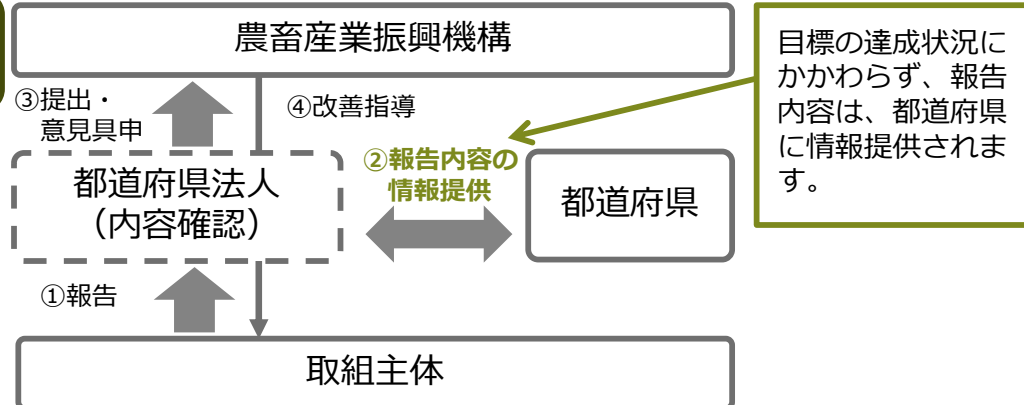 農畜産業振興機構
③提出・
意見具申
④改善指導
都道府県法人
（内容確認）
②報告内容の
情報提供
都道府県
目標の達成状況に
かかわらず、報告
内容は、都道府県
に情報提供されま
す。
①報告
取組主体